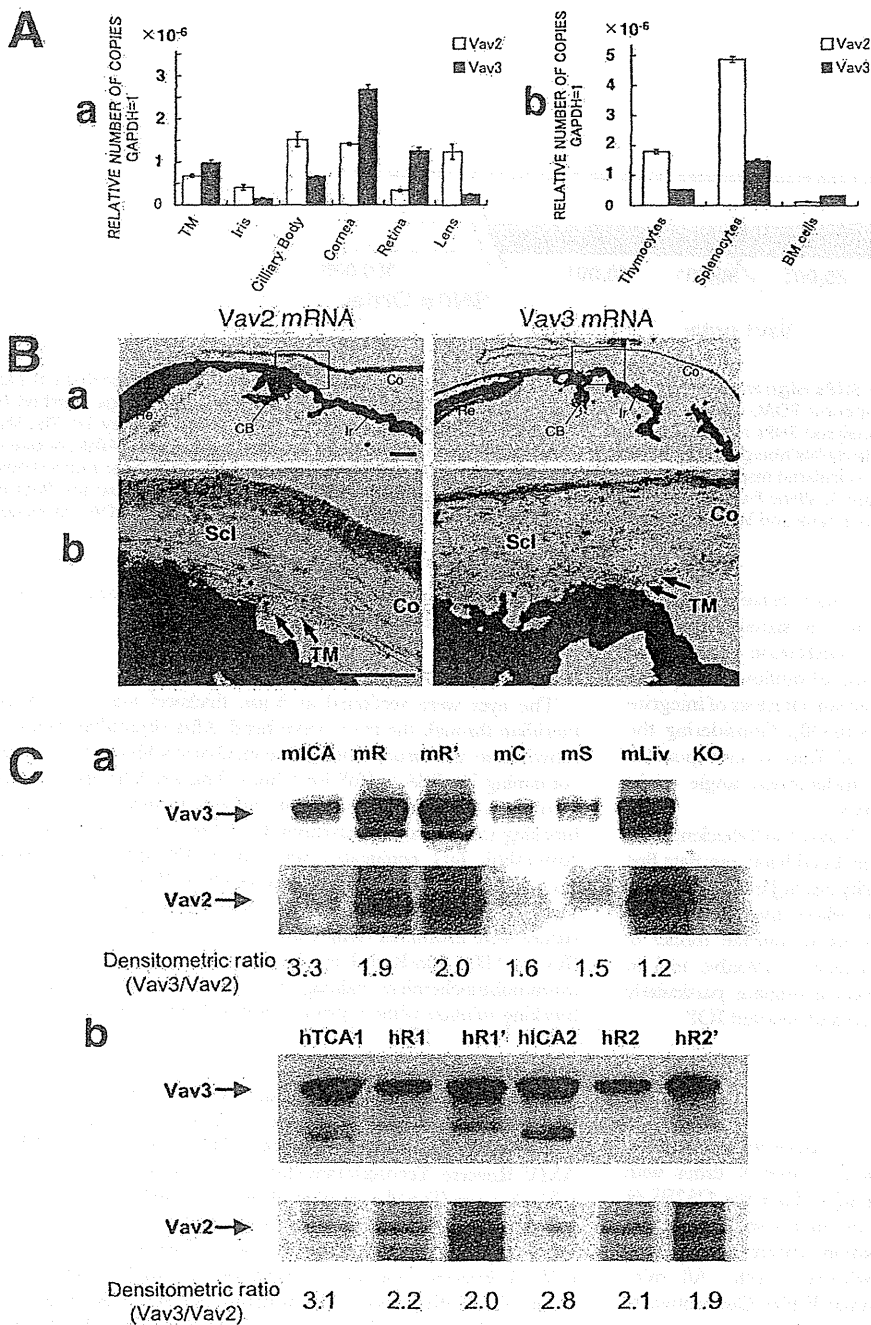 A
a
×10⁻⁶
RELATIVE NUMBER OF COPIES
GAPDH=1
3
2
1
0
Vav2
Vav3
TM
Iris
Cilliary Body
Cornea
Retina
Lens
b
×10⁻⁶
RELATIVE NUMBER OF COPIES
GAPDH=1
5
4
3
2
1
0
Vav2
Vav3
Thymocytes
Splenocytes
BM cells
B
Vav2 mRNA
Vav3 mRNA
a
Re
CB
Ir
Co
Re
CB
Ir
Co
b
Scl
Co
TM
Scl
Co
TM
C
a
mICA mR mR' mC mS mLiv KO
Vav3
Vav2
Densitometric ratio
(Vav3/Vav2)
3.3 1.9 2.0 1.6 1.5 1.2
b
hTCA1 hR1 hR1' hICA2 hR2 hR2'
Vav3
Vav2
Densitometric ratio
(Vav3/Vav2)
3.1 2.2 2.0 2.8 2.1 1.9